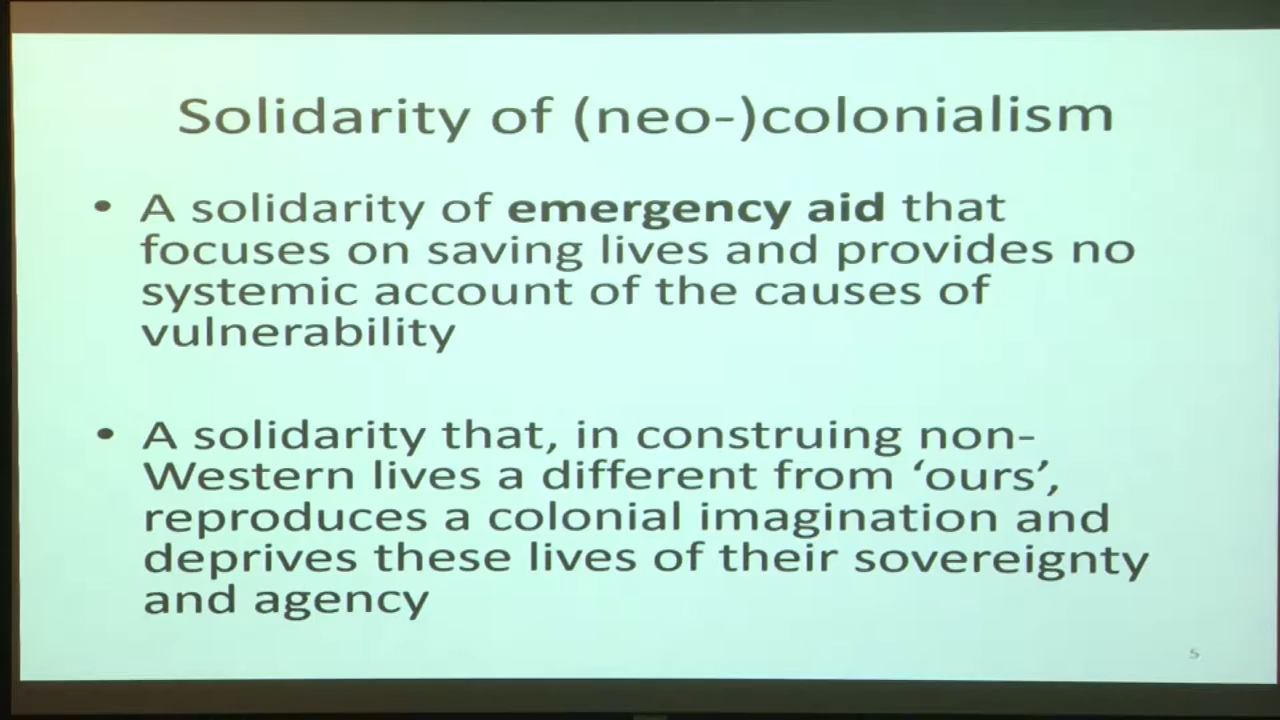 Solidarity of (neo-)colonialism
• A solidarity of emergency aid that
focuses on saving lives and provides no
systemic account of the causes of
vulnerability
• A solidarity that, in construing non-
Western lives a different from ‘ours’,
reproduces a colonial imagination and
deprives these lives of their sovereignty
and agency
5